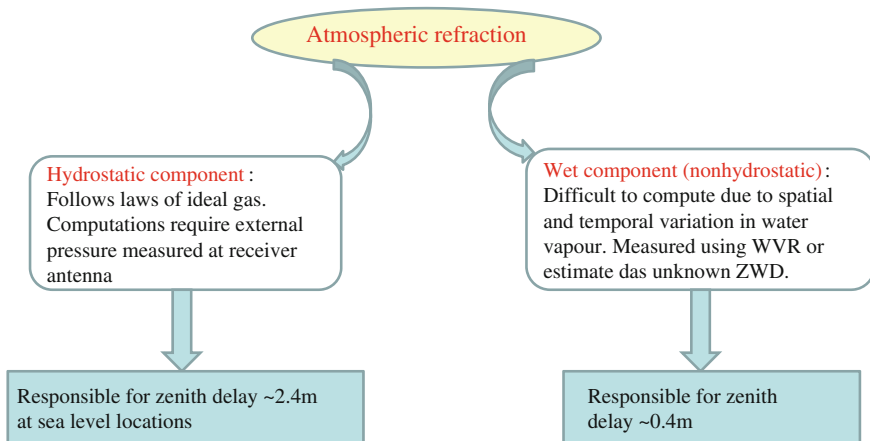 Atmospheric refraction
Hydrostatic component :
Follows laws of ideal gas.
Computations require external
pressure measured at receiver
antenna
Wet component (nonhydrostatic) :
Difficult to compute due to spatial
and temporal variation in water
vapour. Measured using WVR or
estimate das unknown ZWD.
Responsible for zenith delay ~2.4m
at sea level locations
Responsible for zenith
delay ~0.4m